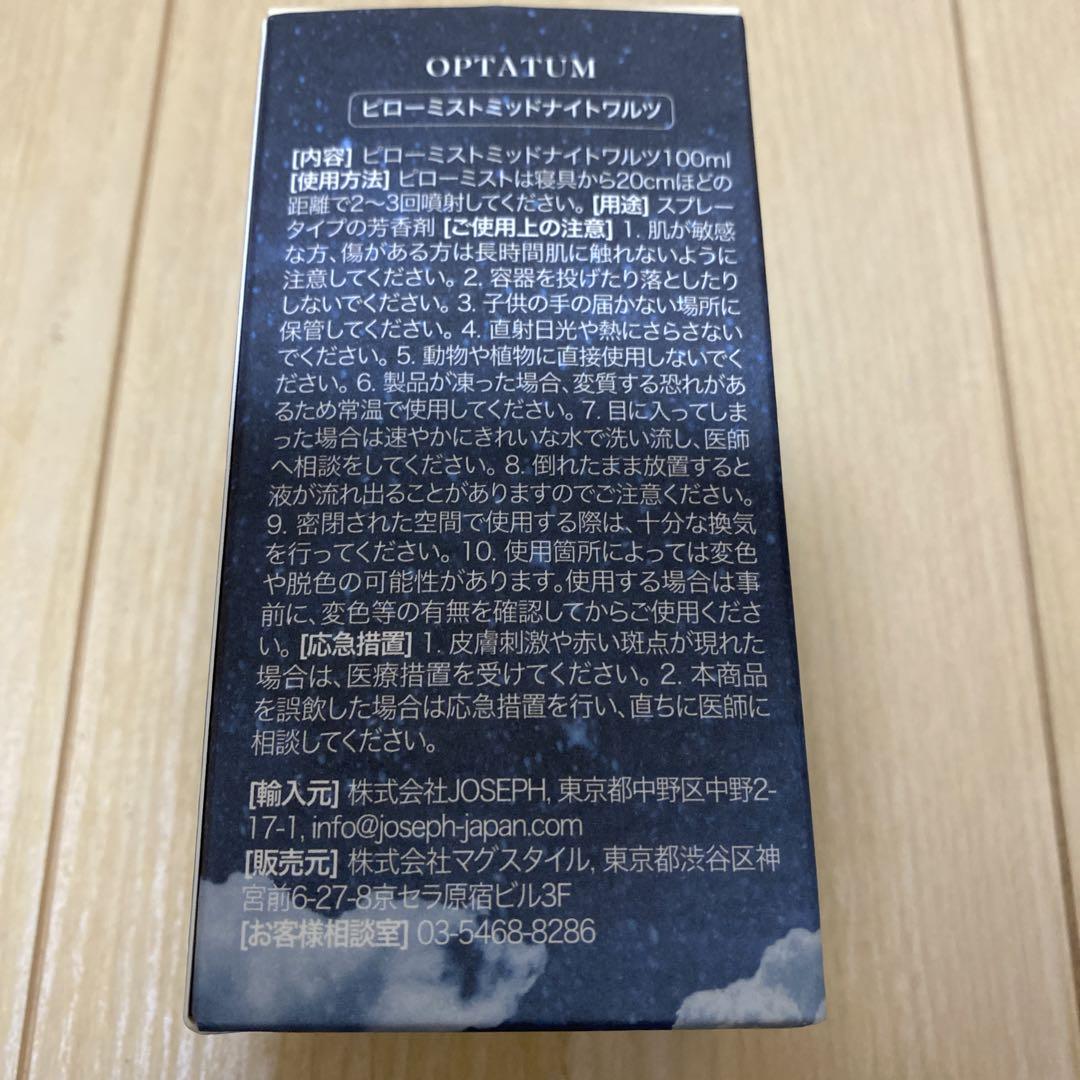 OPTATUM
ピローミストミッドナイトワルツ
[内容] ピローミストミッドナイトワルツ100ml
[使用方法] ピローミストは寝具から20cmほどの
距離で2〜3回噴射してください。[用途] スプレー
タイプの芳香剤 [ご使用上の注意] 1. 肌が敏感
な方、傷がある方は長時間肌に触れないように
注意してください。2. 容器を投げたり落としたり
しないでください。3. 子供の手の届かない場所に
保管してください。4. 直射日光や熱にさらさない
でください。5. 動物や植物に直接使用しないでく
ださい。6. 製品が凍った場合、変質する恐れがあ
るため常温で使用してください。7. 目に入ってしま
った場合は速やかにきれいな水で洗い流し、医師
へ相談をしてください。8. 倒れたまま放置すると
液が流れ出ることがありますのでご注意ください。
9. 密閉された空間で使用する際は、十分な換気
を行ってください。10. 使用箇所によっては変色
や脱色の可能性があります。使用する場合は事
前に、変色等の有無を確認してからご使用くださ
い。[応急措置] 1. 皮膚刺激や赤い斑点が現れた
場合は、医療措置を受けてください。2. 本商品
を誤飲した場合は応急措置を行い、直ちに医師に
相談してください。
[輸入元] 株式会社JOSEPH, 東京都中野区中野2-
17-1, info@joseph-japan.com
[販売元] 株式会社マグスタイル, 東京都渋谷区神
宮前6-27-8京セラ原宿ビル3F
[お客様相談室] 03-5468-8286